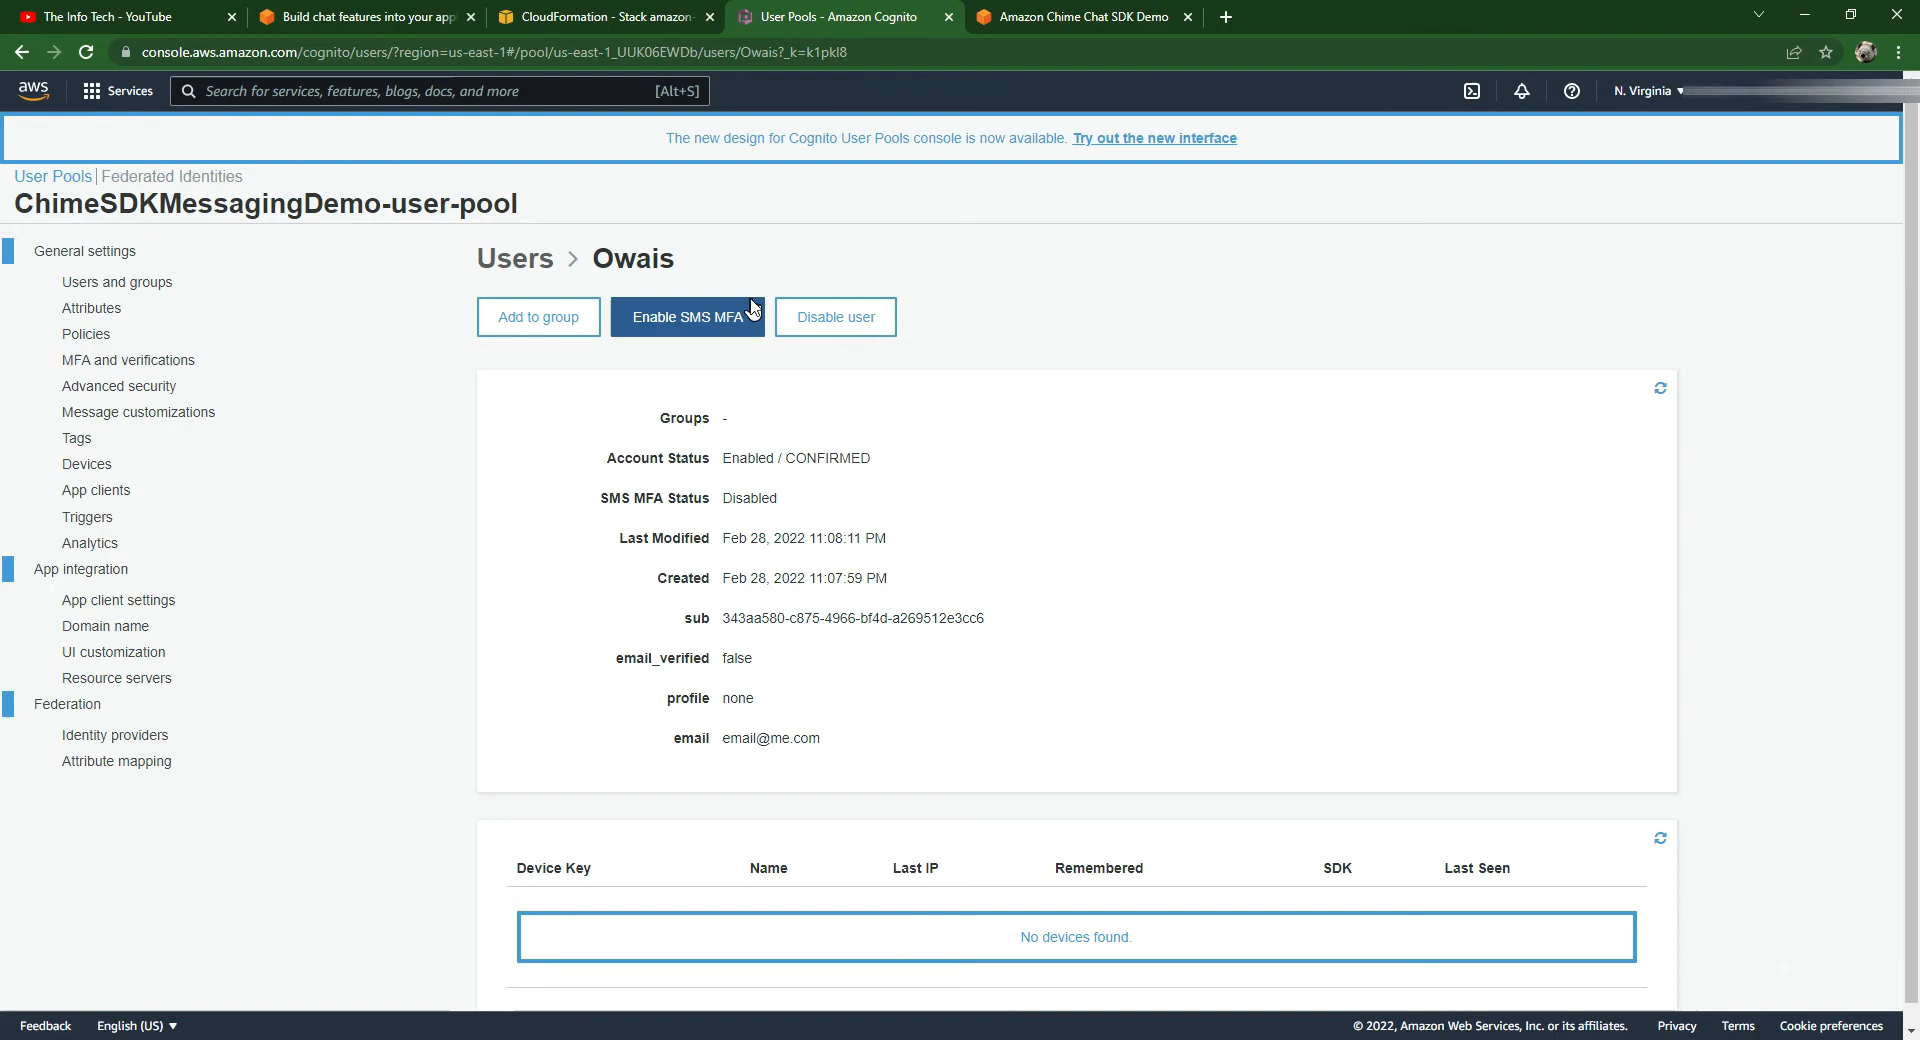 The Info Tech - YouTube
Build chat features into your appl
CloudFormation - Stack amazon-
User Pools - Amazon Cognito
Amazon Chime Chat SDK Demo
console.aws.amazon.com/cognito/users/?region=us-east-1#/pool/us-east-1_UUK06EWDb/users/Owais?_k=k1pkl8
aws
Services
Search for services, features, blogs, docs, and more
[Alt+S]
N. Virginia
The new design for Cognito User Pools console is now available. Try out the new interface
User Pools | Federated Identities
ChimeSDKMessagingDemo-user-pool
General settings
Users and groups
Attributes
Policies
MFA and verifications
Advanced security
Message customizations
Tags
Devices
App clients
Triggers
Analytics
App integration
App client settings
Domain name
UI customization
Resource servers
Federation
Identity providers
Attribute mapping
Users > Owais
Add to group
Enable SMS MFA
Disable user
Groups -
Account Status Enabled / CONFIRMED
SMS MFA Status Disabled
Last Modified Feb 28, 2022 11:08:11 PM
Created Feb 28, 2022 11:07:59 PM
sub 343aa580-c875-4966-bf4d-a269512e3cc6
email_verified false
profile none
email email@me.com
Device Key Name Last IP Remembered SDK Last Seen
No devices found.
Feedback
English (US)
© 2022, Amazon Web Services, Inc. or its affiliates.
Privacy
Terms
Cookie preferences